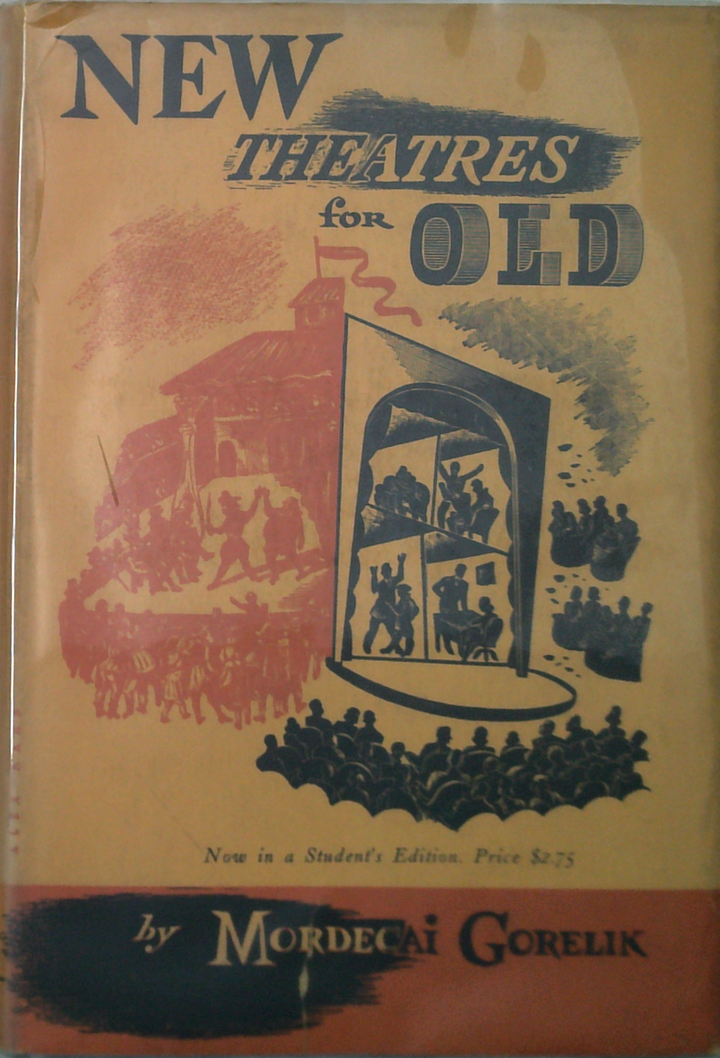 NEW
THEATRES
for OLD
Now in a Student's Edition. Price $2.75
by MORDECAi GORELIK